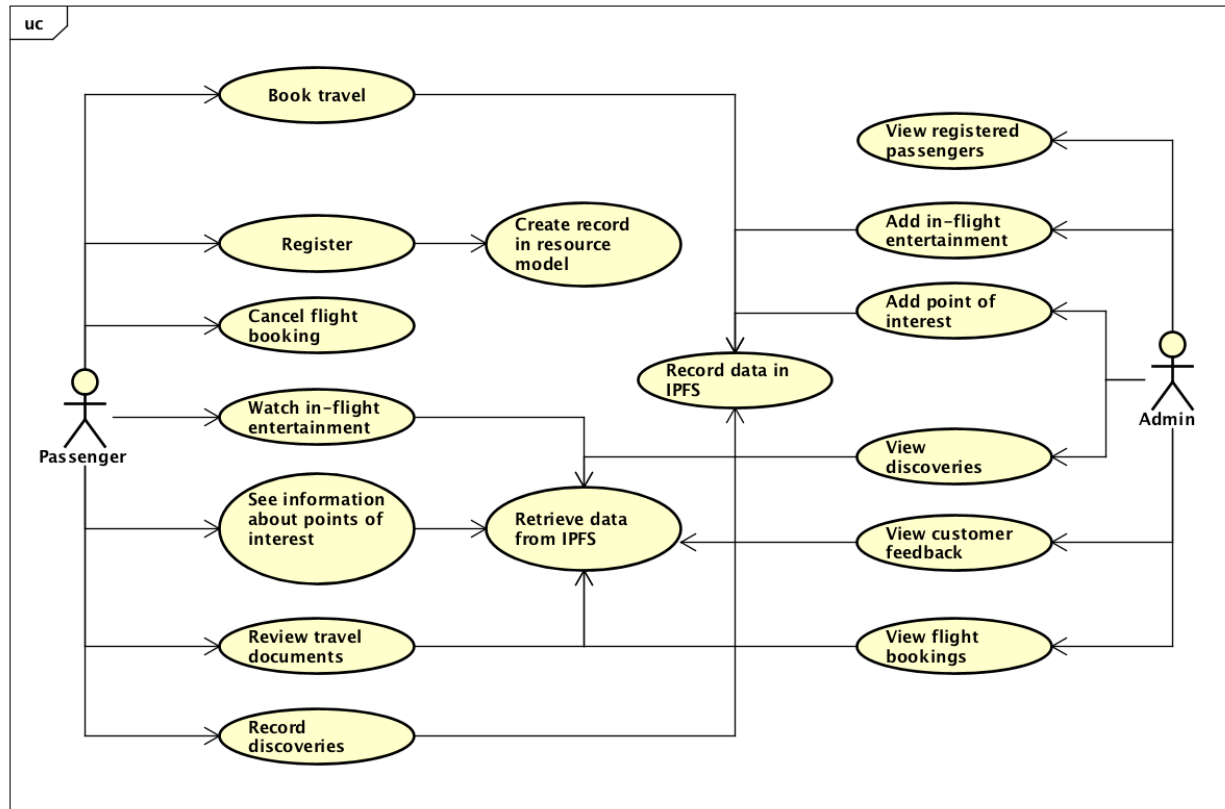 uc
Book travel
View registered
passengers
Register
Create record
in resource
model
Add in-flight
entertainment
Cancel flight
booking
Add point of
interest
Record data in
IPFS
Passenger
Admin
Watch in-flight
entertainment
View
discoveries
See information
about points of
interest
Retrieve data
from IPFS
View customer
feedback
Review travel
documents
View flight
bookings
Record
discoveries